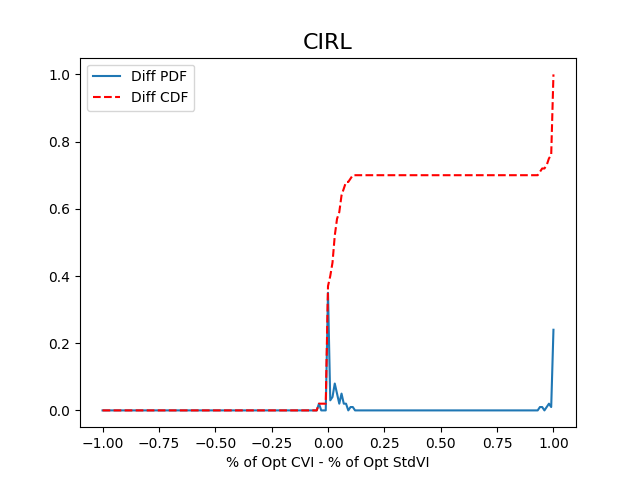 CIRL
Diff PDF
Diff CDF
1.0
0.8
0.6
0.4
0.2
0.0
−1.00 −0.75 −0.50 −0.25 0.00 0.25 0.50 0.75 1.00
% of Opt CVI - % of Opt StdVI